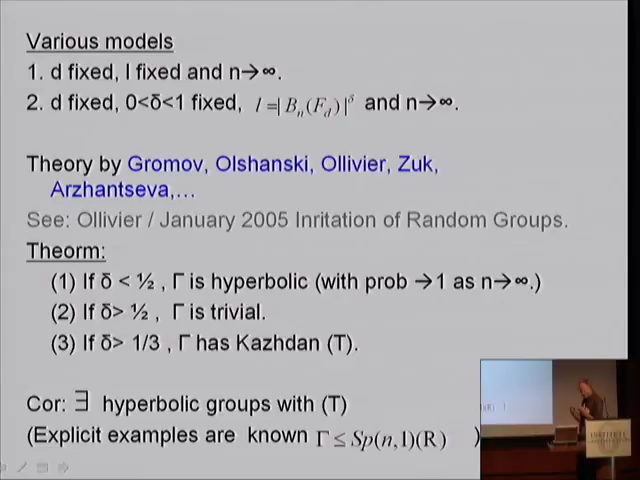 Various models
1. d fixed, l fixed and n→∞.
2. d fixed, 0<δ<1 fixed, l=|B_n(F_d)|^δ and n→∞.
Theory by Gromov, Olshanski, Ollivier, Zuk,
Arzhantseva,…
See: Ollivier / January 2005 Inritation of Random Groups.
Theorm:
(1) If δ < ½ , Γ is hyperbolic (with prob →1 as n→∞.)
(2) If δ> ½ , Γ is trivial.
(3) If δ> 1/3 , Γ has Kazhdan (T).
Cor: ∃ hyperbolic groups with (T)
(Explicit examples are known Γ ≤ Sp(n,1)(R) )
INSTITUTE